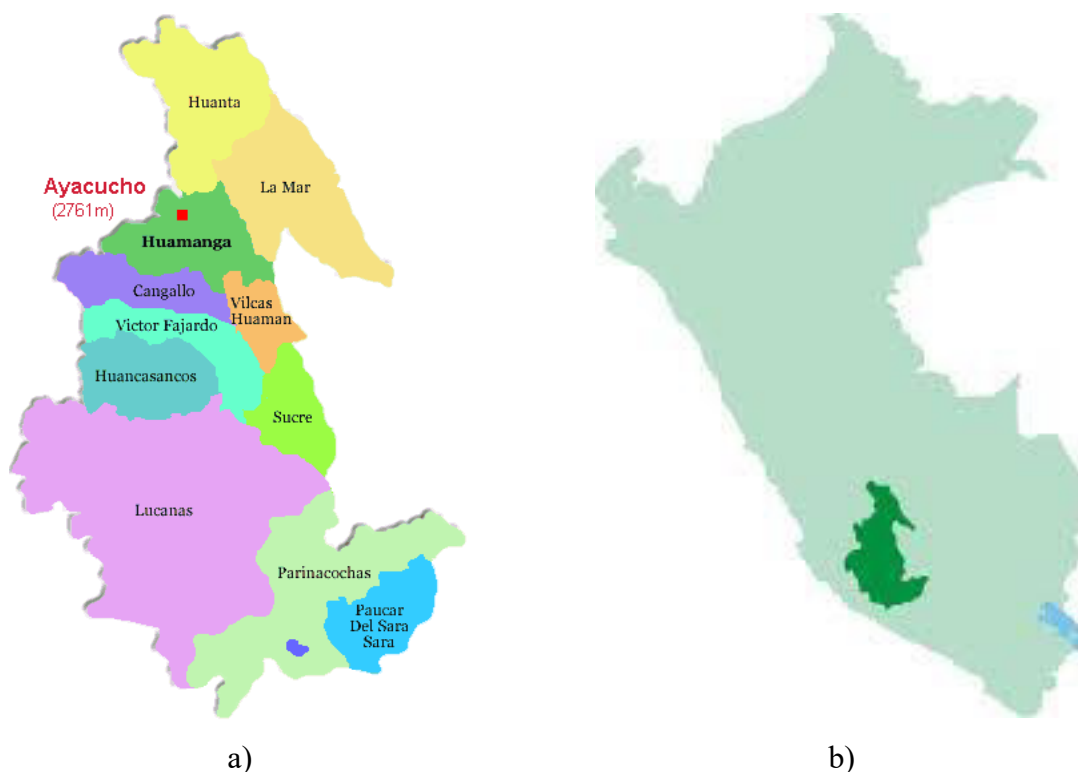 Huanta
La Mar
Ayacucho
(2761m)
Huamanga
Cangallo
Vilcas
Huaman
Victor Fajardo
Huancasancos
Sucre
Lucanas
Parinacochas
Paucar
Del Sara
Sara
a)
b)